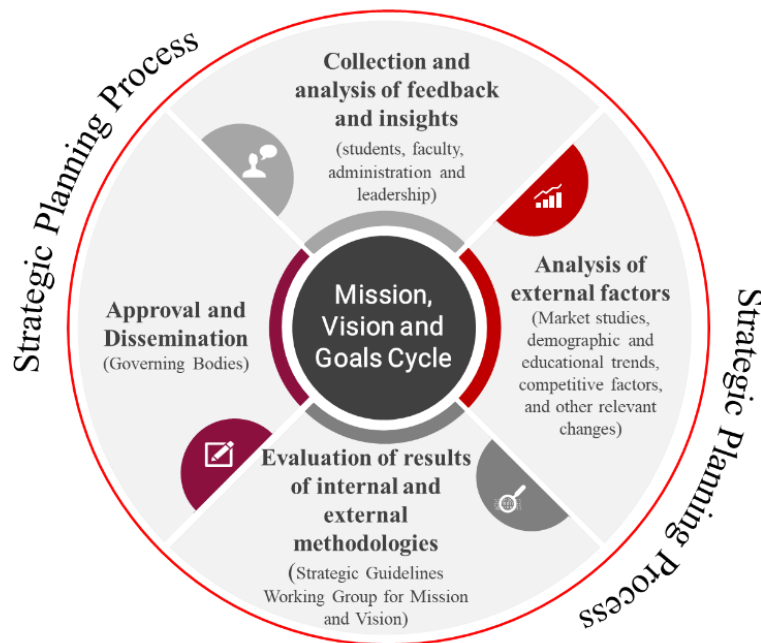 Strategic Planning Process
Collection and
analysis of feedback
and insights
(students, faculty,
administration and
leadership)
Analysis of
external factors
(Market studies,
demographic and
educational trends,
competitive factors,
and other relevant
changes)
Mission,
Vision and
Goals Cycle
Approval and
Dissemination
(Governing Bodies)
Evaluation of results
of internal and
external
methodologies
(Strategic Guidelines
Working Group for Mission
and Vision)
Strategic Planning Process